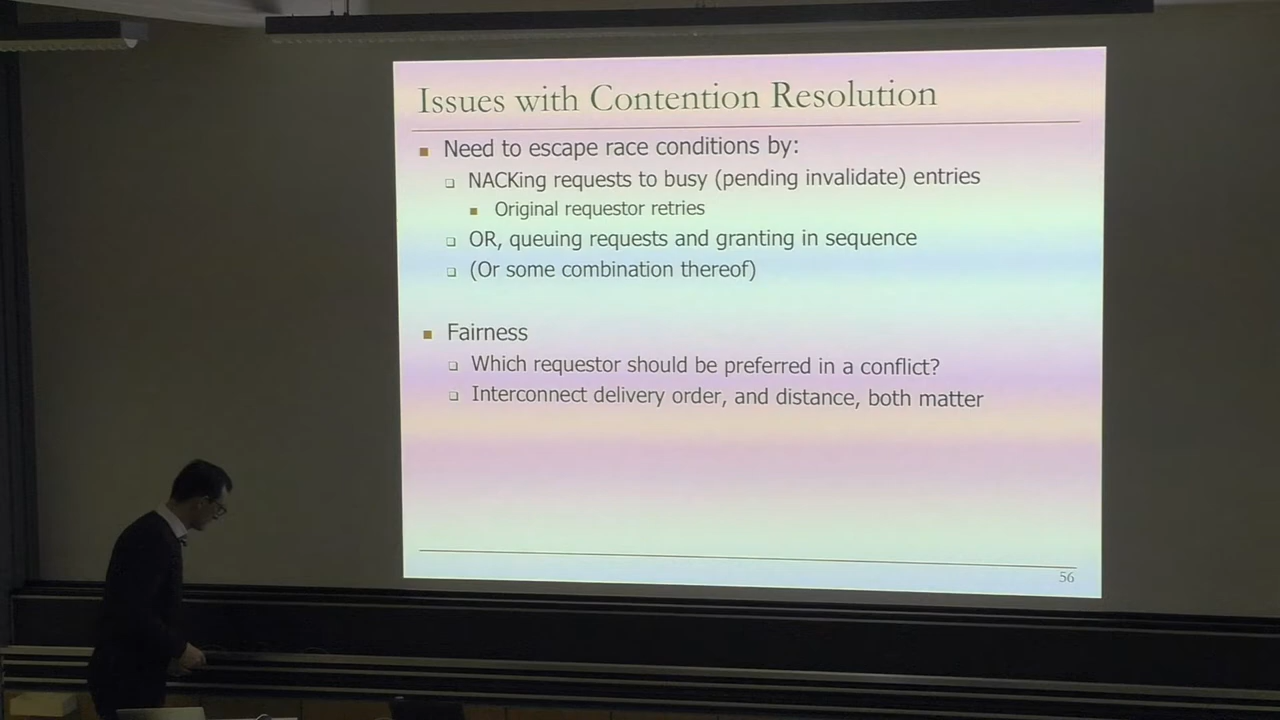 Issues with Contention Resolution
Need to escape race conditions by:
NACKing requests to busy (pending invalidate) entries
Original requestor retries
OR, queuing requests and granting in sequence
(Or some combination thereof)
Fairness
Which requestor should be preferred in a conflict?
Interconnect delivery order, and distance, both matter
56